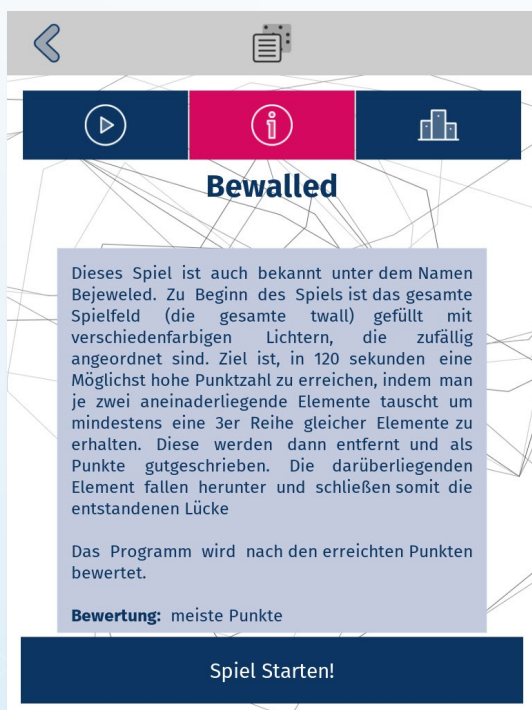 Bewalled
Dieses Spiel ist auch bekannt unter dem Namen
Bejeweled. Zu Beginn des Spiels ist das gesamte
Spielfeld (die gesamte twall) gefüllt mit
verschiedenfarbigen Lichtern, die zufällig
angeordnet sind. Ziel ist, in 120 sekunden eine
Möglichst hohe Punktzahl zu erreichen, indem man
je zwei aneinaderliegende Elemente tauscht um
mindestens eine 3er Reihe gleicher Elemente zu
erhalten. Diese werden dann entfernt und als
Punkte gutgeschrieben. Die darüberliegenden
Element fallen herunter und schließen somit die
entstandenen Lücke
Das Programm wird nach den erreichten Punkten
bewertet.
Bewertung: meiste Punkte
Spiel Starten!